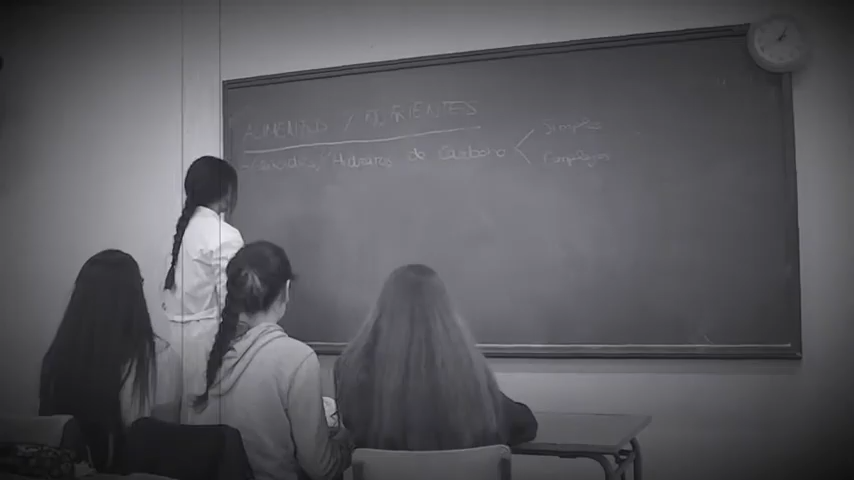 ALIMENTOS Y NUTRIENTES
Hidratos de Carbono
Simples
Complejos